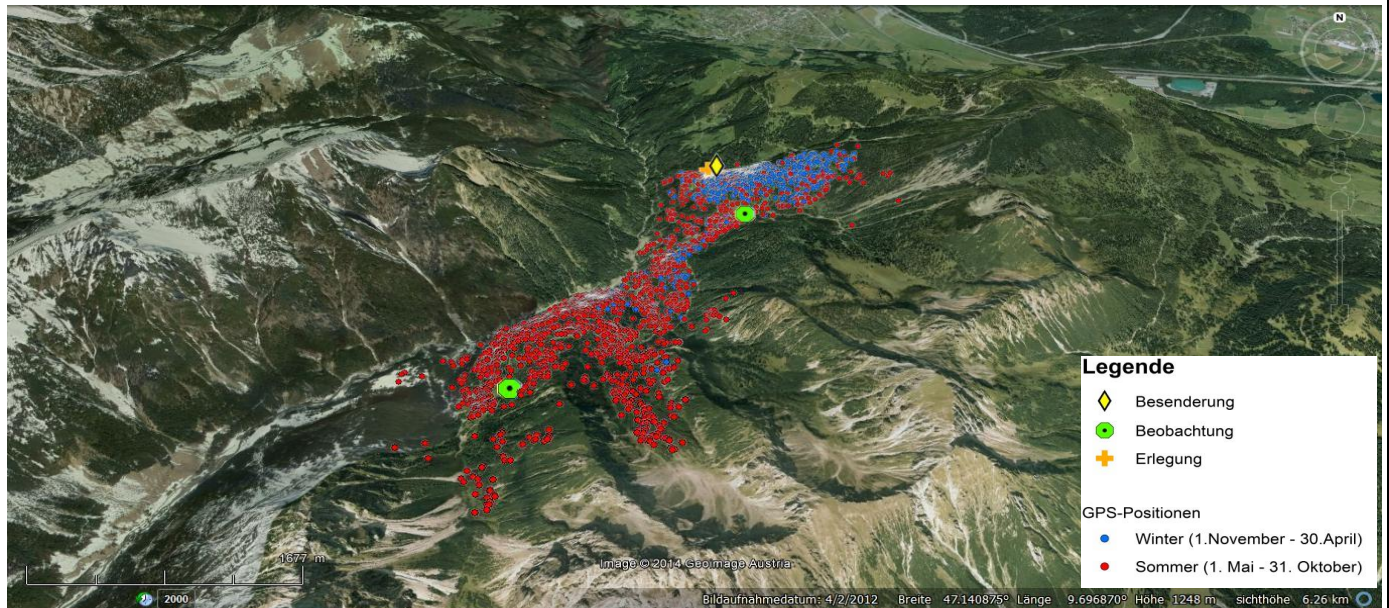 N
Legende
Besenderung
Beobachtung
Erlegung
GPS-Positionen
Winter (1.November - 30.April)
Sommer (1. Mai - 31. Oktober)
1677 m
Image © 2014 Geoimage Austria
2000
Bildaufnahmedatum: 4/2/2012 Breite 47.140875° Länge 9.696870° Höhe 1248 m sichthöhe 6.26 km